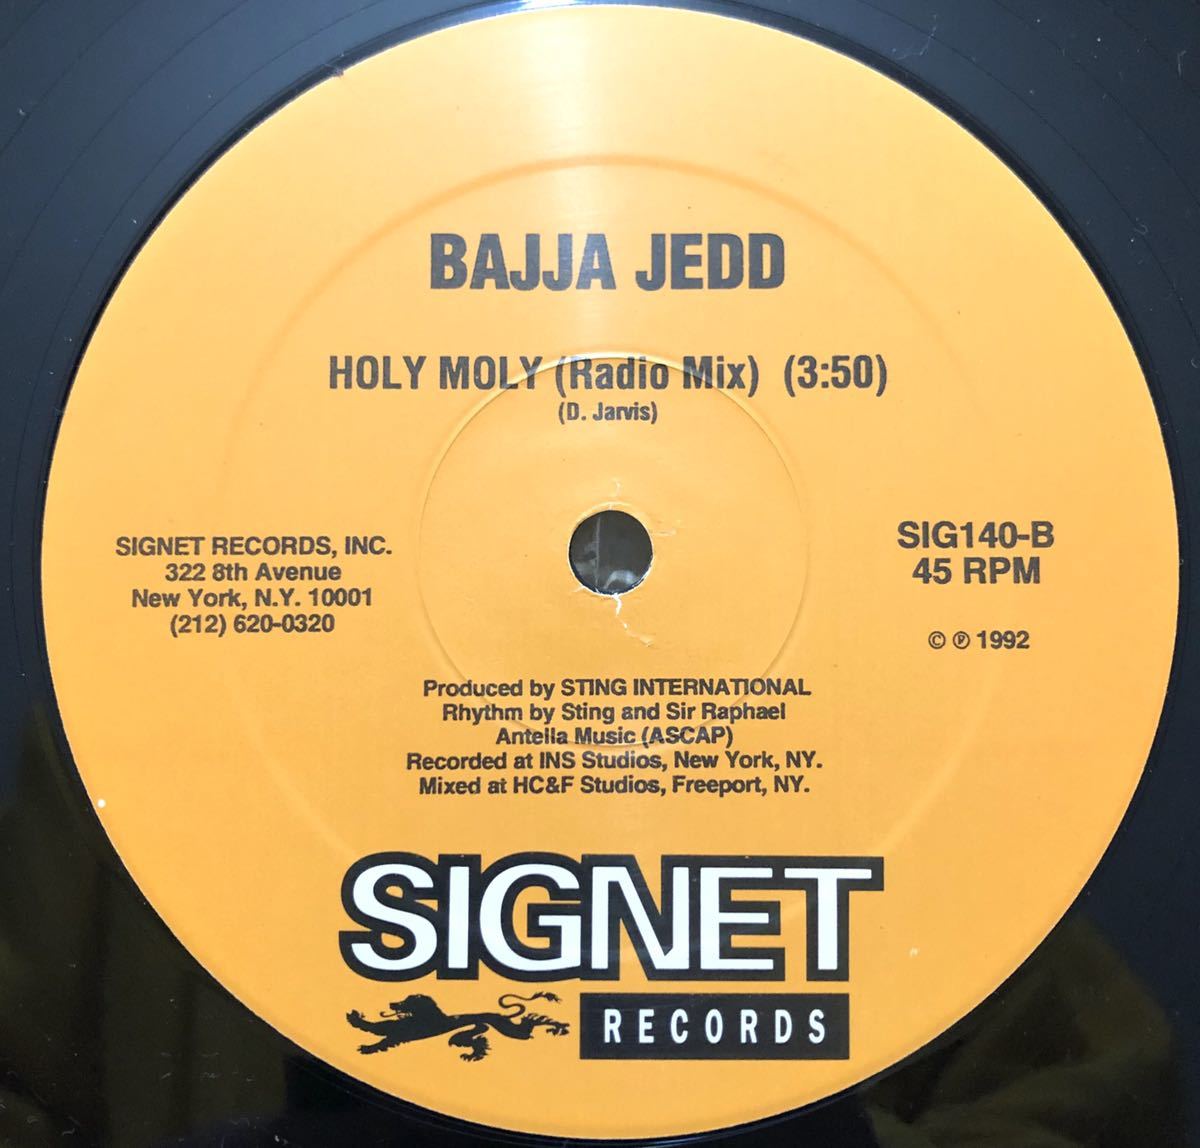 BAJJA JEDD
HOLY MOLY (Radio Mix) (3:50)
(D. Jarvis)
SIGNET RECORDS, INC.
322 8th Avenue
New York, N.Y. 10001
(212) 620-0320
SIG140-B
45 RPM
© ℗ 1992
Produced by STING INTERNATIONAL
Rhythm by Sting and Sir Raphael
Antella Music (ASCAP)
Recorded at INS Studios, New York, NY.
Mixed at HC&F Studios, Freeport, NY.
SIGNET
RECORDS